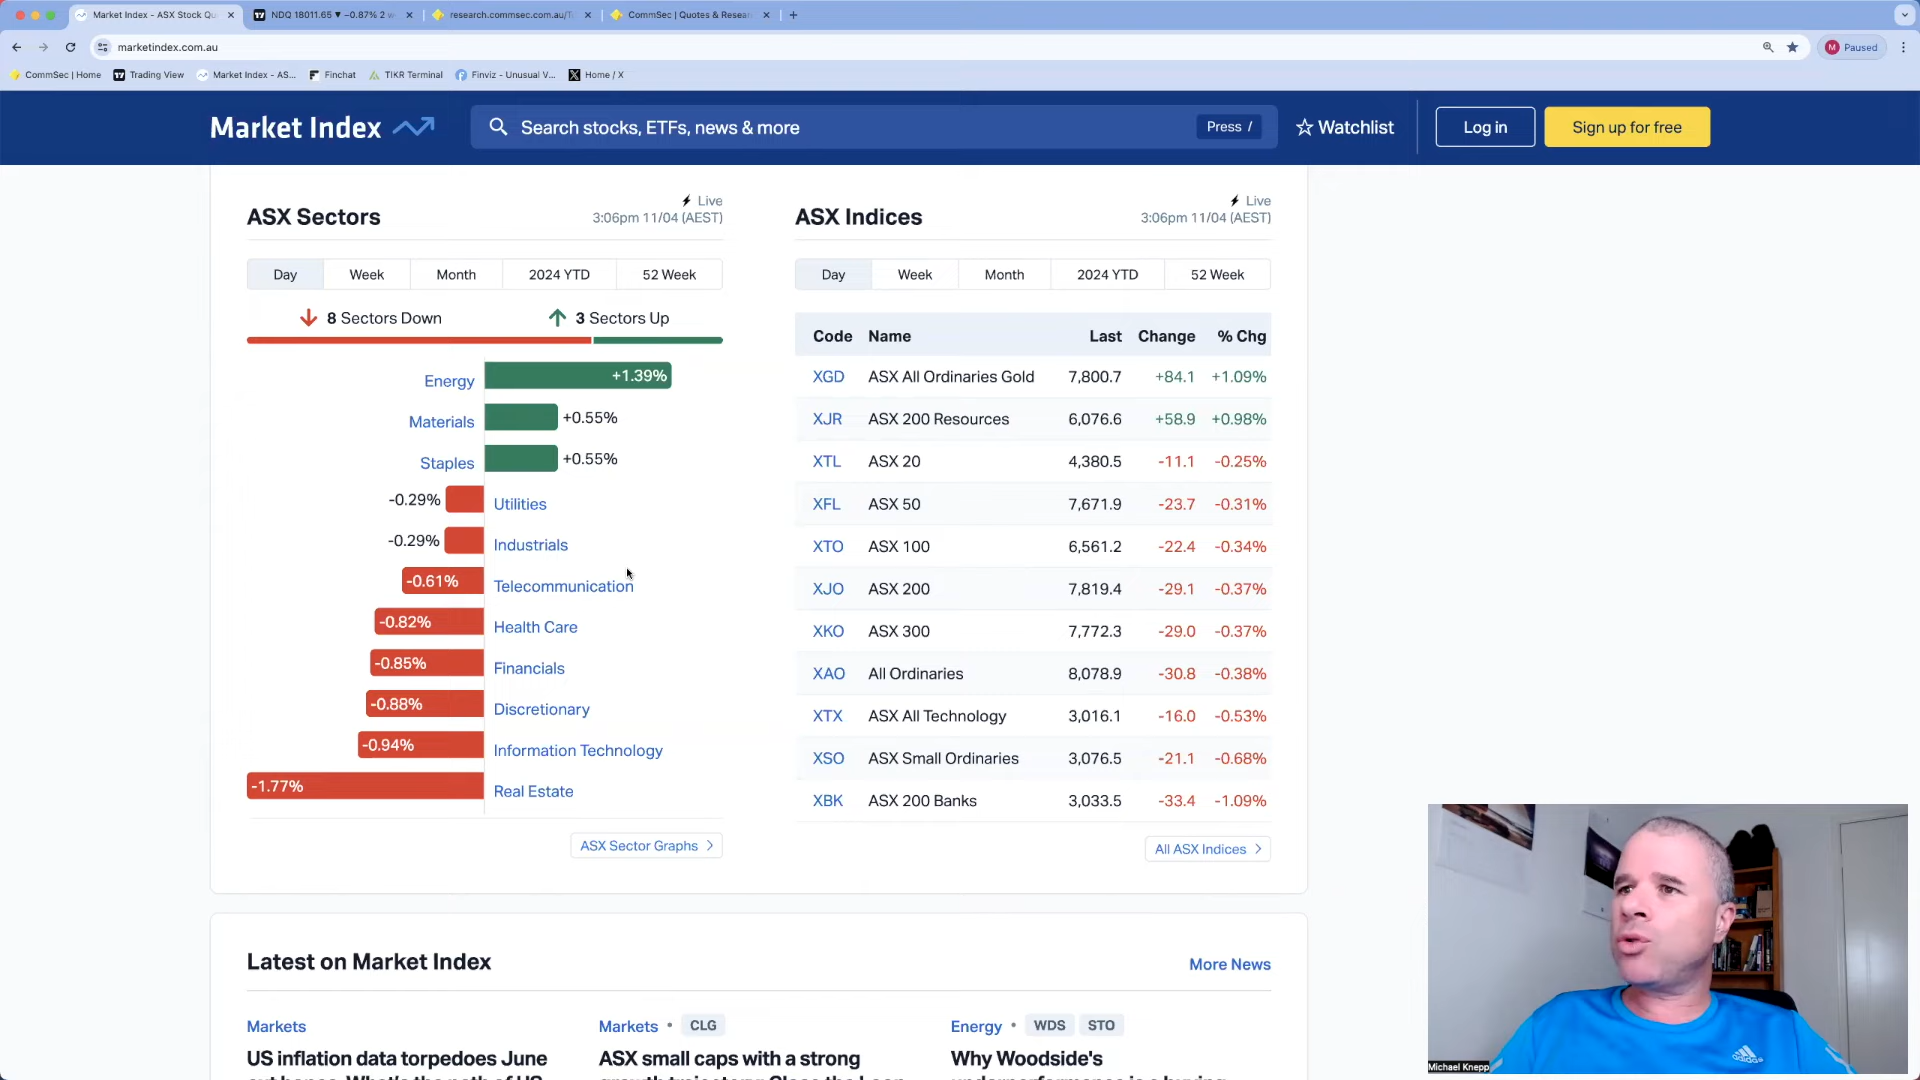 Market Index - ASX Stock Qu
NDQ 18011.65 ▼ −0.87% 2 w
research.commsec.com.au/T
CommSec | Quotes & Resea
marketindex.com.au
M Paused
CommSec | Home
Trading View
Market Index - AS...
Finchat
TIKR Terminal
Finviz - Unusual V...
Home / X
Market Index
Search stocks, ETFs, news & more
Press /
Watchlist
Log in
Sign up for free
ASX Sectors
Live
3:06pm 11/04 (AEST)
Day Week Month 2024 YTD 52 Week
8 Sectors Down
3 Sectors Up
Energy +1.39%
Materials +0.55%
Staples +0.55%
-0.29% Utilities
-0.29% Industrials
-0.61% Telecommunication
-0.82% Health Care
-0.85% Financials
-0.88% Discretionary
-0.94% Information Technology
-1.77% Real Estate
ASX Sector Graphs
ASX Indices
Live
3:06pm 11/04 (AEST)
Day Week Month 2024 YTD 52 Week
Code Name Last Change % Chg
XGD ASX All Ordinaries Gold 7,800.7 +84.1 +1.09%
XJR ASX 200 Resources 6,076.6 +58.9 +0.98%
XTL ASX 20 4,380.5 -11.1 -0.25%
XFL ASX 50 7,671.9 -23.7 -0.31%
XTO ASX 100 6,561.2 -22.4 -0.34%
XJO ASX 200 7,819.4 -29.1 -0.37%
XKO ASX 300 7,772.3 -29.0 -0.37%
XAO All Ordinaries 8,078.9 -30.8 -0.38%
XTX ASX All Technology 3,016.1 -16.0 -0.53%
XSO ASX Small Ordinaries 3,076.5 -21.1 -0.68%
XBK ASX 200 Banks 3,033.5 -33.4 -1.09%
All ASX Indices
Latest on Market Index
More News
Markets
US inflation data torpedoes June
Markets • CLG
ASX small caps with a strong
Energy • WDS STO
Why Woodside's
adidas
Michael Knepp